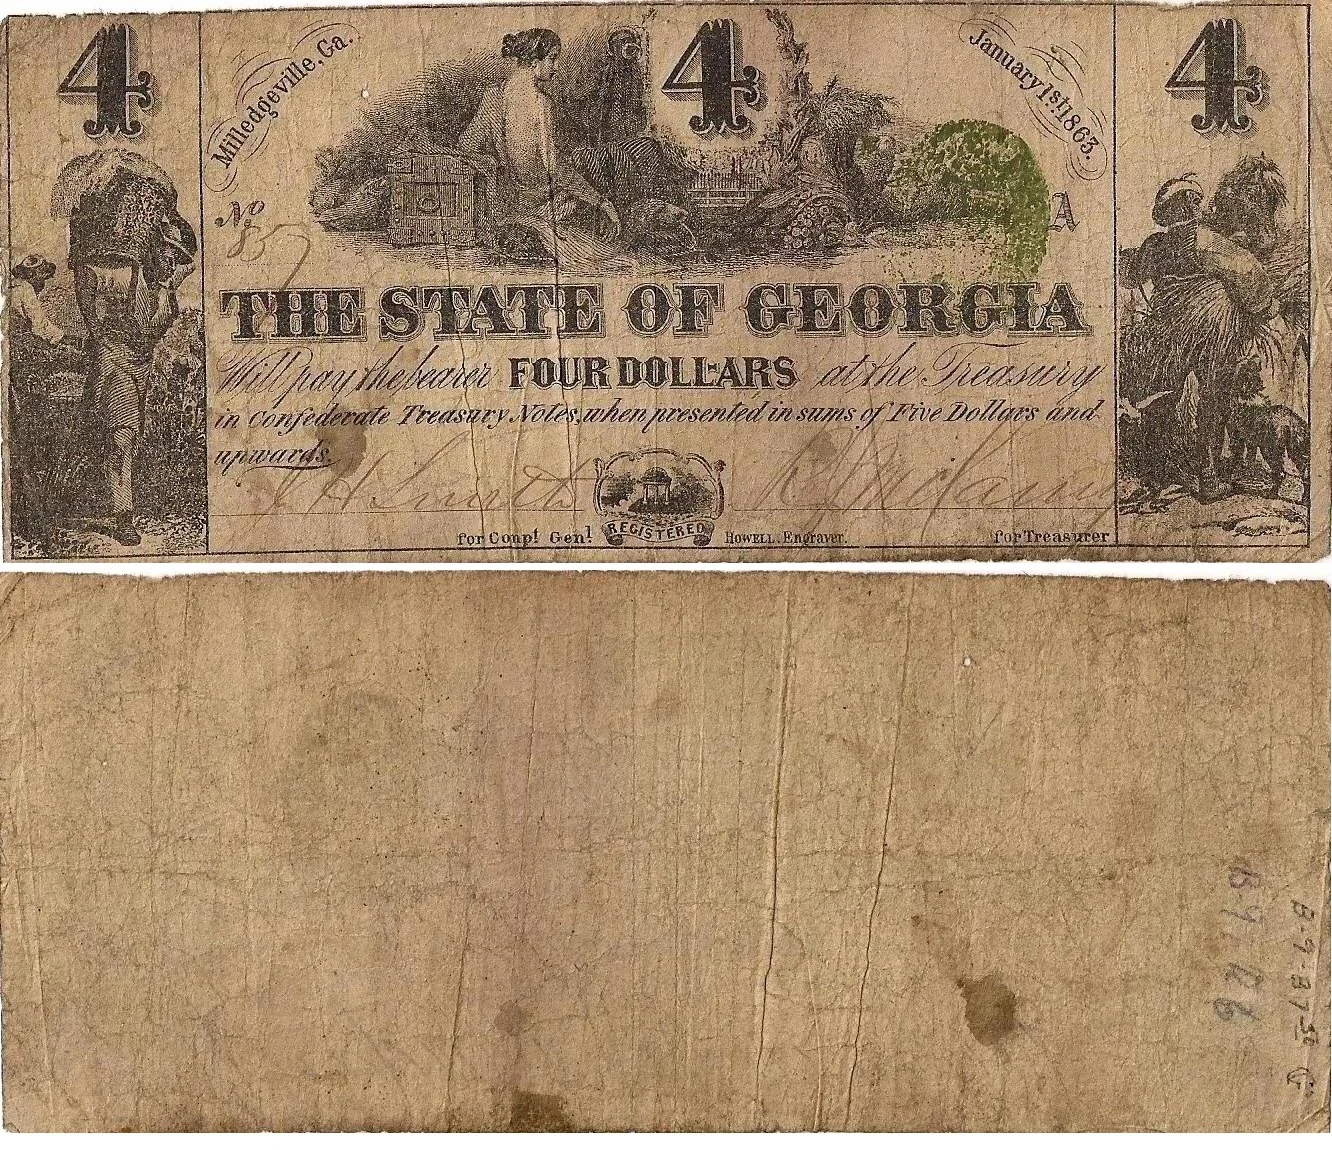 4 4 4
Milledgeville, Ga.
January 1st, 1863.
No 857
A
THE STATE OF GEORGIA
Will pay the bearer FOUR DOLLARS at the Treasury
in Confederate Treasury Notes, when presented in sums of Five Dollars and
upwards.
REGISTERED
for Compl Genl HOWELL. Engraver. for Treasurer